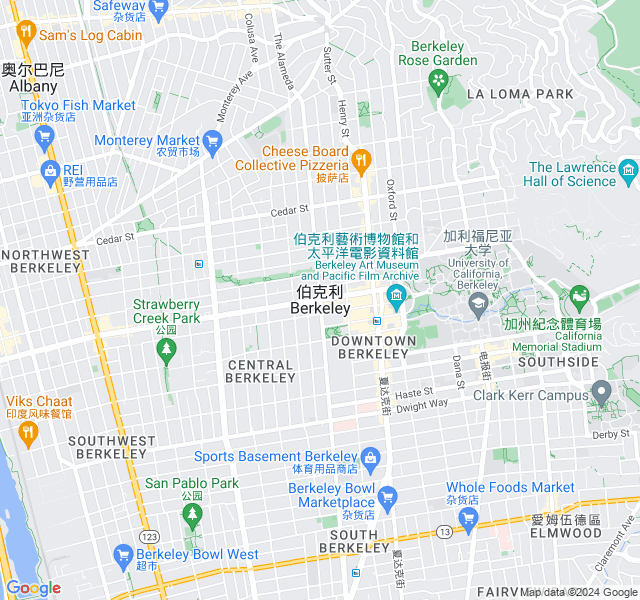 Safeway
杂货店
Sam's Log Cabin
Colusa Ave
The Alameda
Sutter St
Henry St
Monterey Ave
Berkeley
Rose Garden
LA LOMA PARK
奥尔巴尼
Albany
Tokyo Fish Market
亚洲杂货店
Monterey Market
农贸市场
Cheese Board
Collective Pizzeria
披萨店
REI
野营用品店
The Lawrence
Hall of Science
Oxford St
Cedar St
Cedar St
NORTHWEST
BERKELEY
伯克利藝術博物館和
太平洋電影資料館
Berkeley Art Museum
and Pacific Film Archive
加利福尼亚
大学
University of
California,
Berkeley
伯克利
Berkeley
Strawberry
Creek Park
公园
加州紀念體育場
California
Memorial Stadium
DOWNTOWN
BERKELEY
CENTRAL
BERKELEY
夏达克街
Dana St
电报街
SOUTHSIDE
Haste St
Dwight Way
Clark Kerr Campus
Derby St
Viks Chaat
印度风味餐馆
SOUTHWEST
BERKELEY
Sports Basement Berkeley
体育用品商店
San Pablo Park
公园
Berkeley Bowl
Marketplace
杂货店
Whole Foods Market
杂货店
愛姆伍德區
ELMWOOD
123
13
SOUTH
BERKELEY
Berkeley Bowl West
超市
夏达克街
Claremont Ave
Google
FAIRV
Map data ©2024 Google